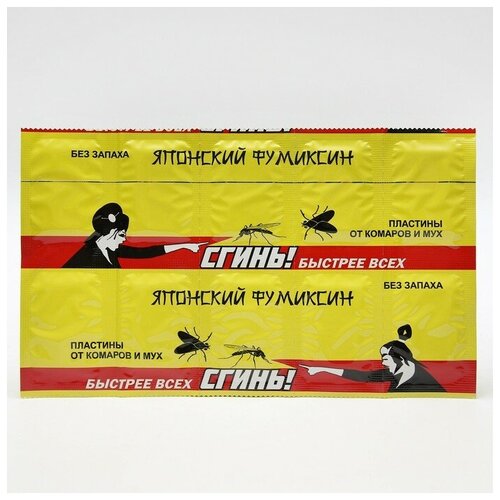 БЕЗ ЗАПАХА
ЯПОНСКИЙ ФУМИКСИН
ПЛАСТИНЫ
ОТ КОМАРОВ И МУХ
СГИНЬ! БЫСТРЕЕ ВСЕХ
ЯПОНСКИЙ ФУМИКСИН
БЕЗ ЗАПАХА
ПЛАСТИНЫ
ОТ КОМАРОВ И МУХ
БЫСТРЕЕ ВСЕХ СГИНЬ!